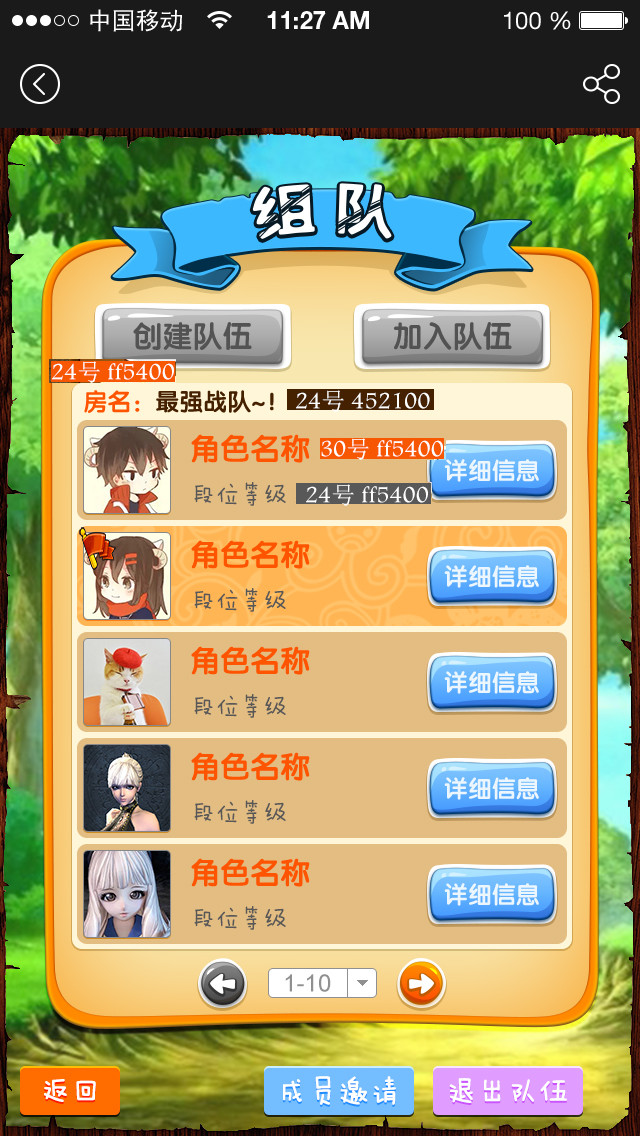 中国移动 11:27 AM 100 %
组队
创建队伍 加入队伍
24号 ff5400
房名：最强战队~! 24号 452100
角色名称 30号 ff5400
详细信息
段位等级 24号 ff5400
角色名称
详细信息
段位等级
角色名称
详细信息
段位等级
角色名称
详细信息
段位等级
角色名称
详细信息
段位等级
1-10
返回 成员邀请 退出队伍